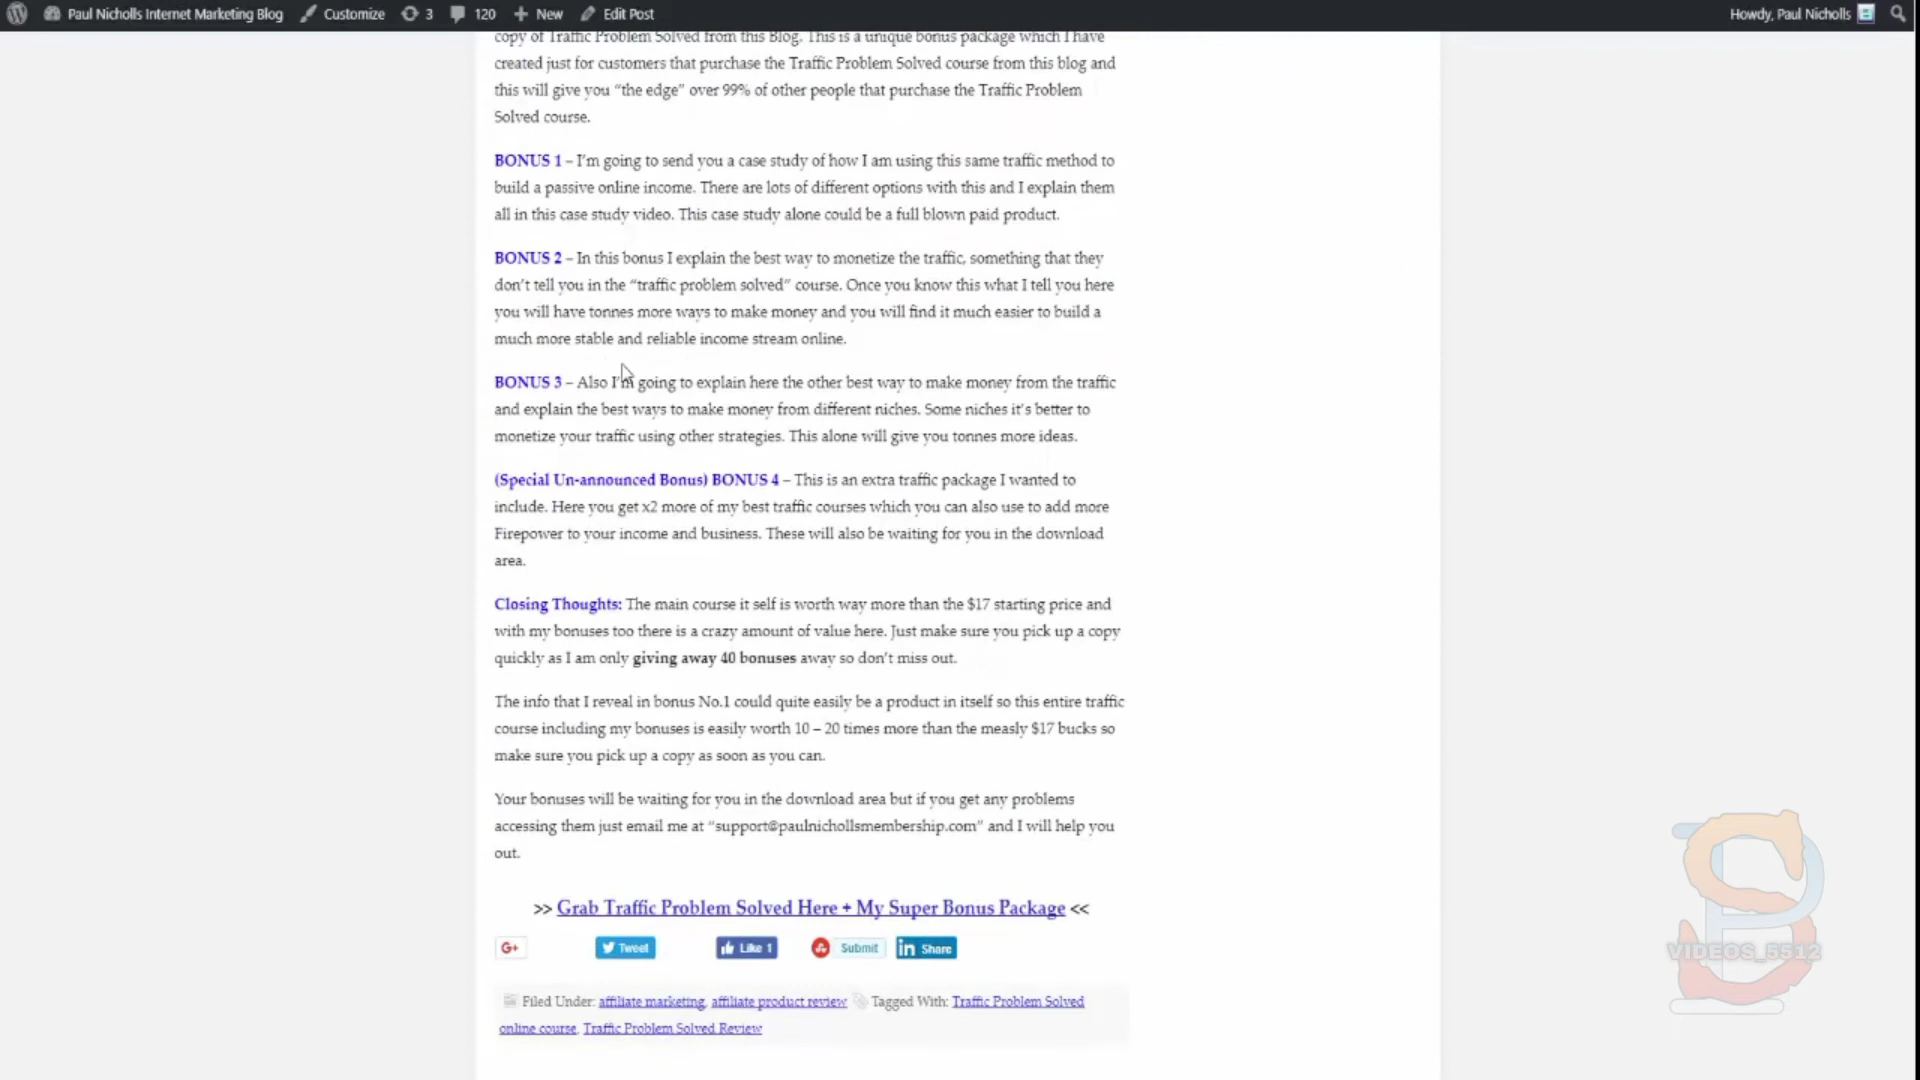 Paul Nicholls Internet Marketing Blog Customize 3 120 New Edit Post Howdy, Paul Nicholls
copy of Traffic Problem Solved from this Blog. This is a unique bonus package which I have
created just for customers that purchase the Traffic Problem Solved course from this blog and
this will give you “the edge” over 99% of other people that purchase the Traffic Problem
Solved course.
BONUS 1 – I’m going to send you a case study of how I am using this same traffic method to
build a passive online income. There are lots of different options with this and I explain them
all in this case study video. This case study alone could be a full blown paid product.
BONUS 2 – In this bonus I explain the best way to monetize the traffic, something that they
don’t tell you in the “traffic problem solved” course. Once you know this what I tell you here
you will have tonnes more ways to make money and you will find it much easier to build a
much more stable and reliable income stream online.
BONUS 3 – Also I’m going to explain here the other best way to make money from the traffic
and explain the best ways to make money from different niches. Some niches it’s better to
monetize your traffic using other strategies. This alone will give you tonnes more ideas.
(Special Un-announced Bonus) BONUS 4 – This is an extra traffic package I wanted to
include. Here you get x2 more of my best traffic courses which you can also use to add more
Firepower to your income and business. These will also be waiting for you in the download
area.
Closing Thoughts: The main course it self is worth way more than the $17 starting price and
with my bonuses too there is a crazy amount of value here. Just make sure you pick up a copy
quickly as I am only giving away 40 bonuses away so don’t miss out.
The info that I reveal in bonus No.1 could quite easily be a product in itself so this entire traffic
course including my bonuses is easily worth 10 – 20 times more than the measly $17 bucks so
make sure you pick up a copy as soon as you can.
Your bonuses will be waiting for you in the download area but if you get any problems
accessing them just email me at “support@paulnichollsmembership.com” and I will help you
out.
>> Grab Traffic Problem Solved Here + My Super Bonus Package <<
G+ Tweet Like 1 Submit in Share
Filed Under: affiliate marketing, affiliate product review Tagged With: Traffic Problem Solved
online course, Traffic Problem Solved Review
VIDEOS_5512